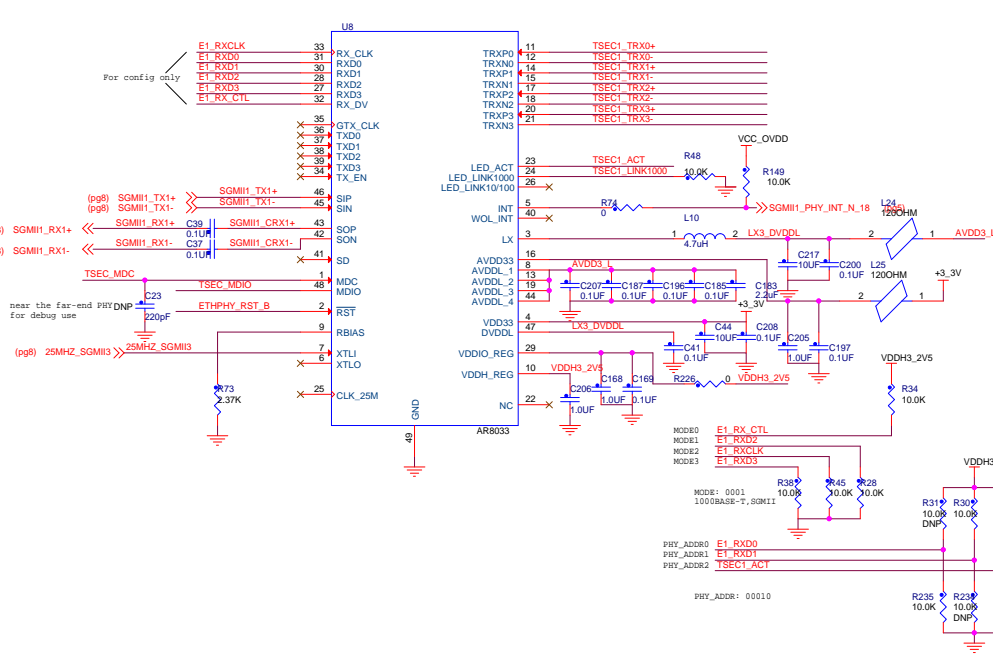 U8
E1_RXCLK 33 RX_CLK
E1_RXD0 31 RXD0
E1_RXD1 30 RXD1
E1_RXD2 28 RXD2
E1_RXD3 27 RXD3
E1_RX_CTL 32 RX_DV
For config only
35 GTX_CLK
36 TXD0
37 TXD1
38 TXD2
39 TXD3
34 TX_EN
(pg8) SGMII1_TX1+ SGMII1_TX1+ 46 SIP
(pg8) SGMII1_TX1- SGMII1_TX1- 45 SIN
SGMII1_RX1+ SGMII1_RX1+ C39 0.1UF SGMII1_CRX1+ 43 SOP
SGMII1_RX1- SGMII1_RX1- C37 0.1UF SGMII1_CRX1- 42 SON
41 SD
TSEC_MDC 1 MDC
TSEC_MDIO 48 MDIO
near the far-end PHY
for debug use
DNP C23
220pF
ETHPHY_RST_B 2 RST
9 RBIAS
(pg8) 25MHZ_SGMII3 25MHZ_SGMII3 7 XTLI
6 XTLO
R73
2.37K
25 CLK_25M
GND
49
AR8033
TRXP0 11 TSEC1_TRX0+
TRXN0 12 TSEC1_TRX0-
TRXP1 14 TSEC1_TRX1+
TRXN1 15 TSEC1_TRX1-
TRXP2 17 TSEC1_TRX2+
TRXN2 18 TSEC1_TRX2-
TRXP3 20 TSEC1_TRX3+
TRXN3 21 TSEC1_TRX3-
VCC_OVDD
LED_ACT 23 TSEC1_ACT
LED_LINK1000 24 TSEC1_LINK1000
LED_LINK10/100 26
R48
10.0K
R149
10.0K
INT 5 R74 0 SGMII1_PHY_INT_N_18
WOL_INT 40
L10
LX 3 4.7uH 1 2 LX3_DVDDL
L24
120OHM
2 1 AVDD3_L
C217
10UF
C200
0.1UF
L25
120OHM
2 1 +3_3V
AVDD33 16
AVDDL_1 8 AVDD3_L
AVDDL_2 13
AVDDL_3 19
AVDDL_4 44
C207
0.1UF
C187
0.1UF
C196
0.1UF
C185
0.1UF
C183
2.2uF
+3_3V
VDD33 4
DVDDL 47 LX3_DVDDL
C41
0.1UF
C44
10UF
C208
0.1UF
C205
1.0UF
C197
0.1UF
VDDIO_REG 29
VDDH_REG 10 VDDH3_2V5
C206
1.0UF
C168
1.0UF
C169
0.1UF
R226 0 VDDH3_2V5
NC 22
VDDH3_2V5
R34
10.0K
MODE0 E1_RX_CTL
MODE1 E1_RXD2
MODE2 E1_RXCLK
MODE3 E1_RXD3
R38
10.0K
R45
10.0K
R28
10.0K
MODE: 0001
1000BASE-T,SGMII
VDDH3
R31
10.0K
DNP
R30
10.0K
PHY_ADDR0 E1_RXD0
PHY_ADDR1 E1_RXD1
PHY_ADDR2 TSEC1_ACT
PHY_ADDR: 00010
R235
10.0K
10.0K
DNP